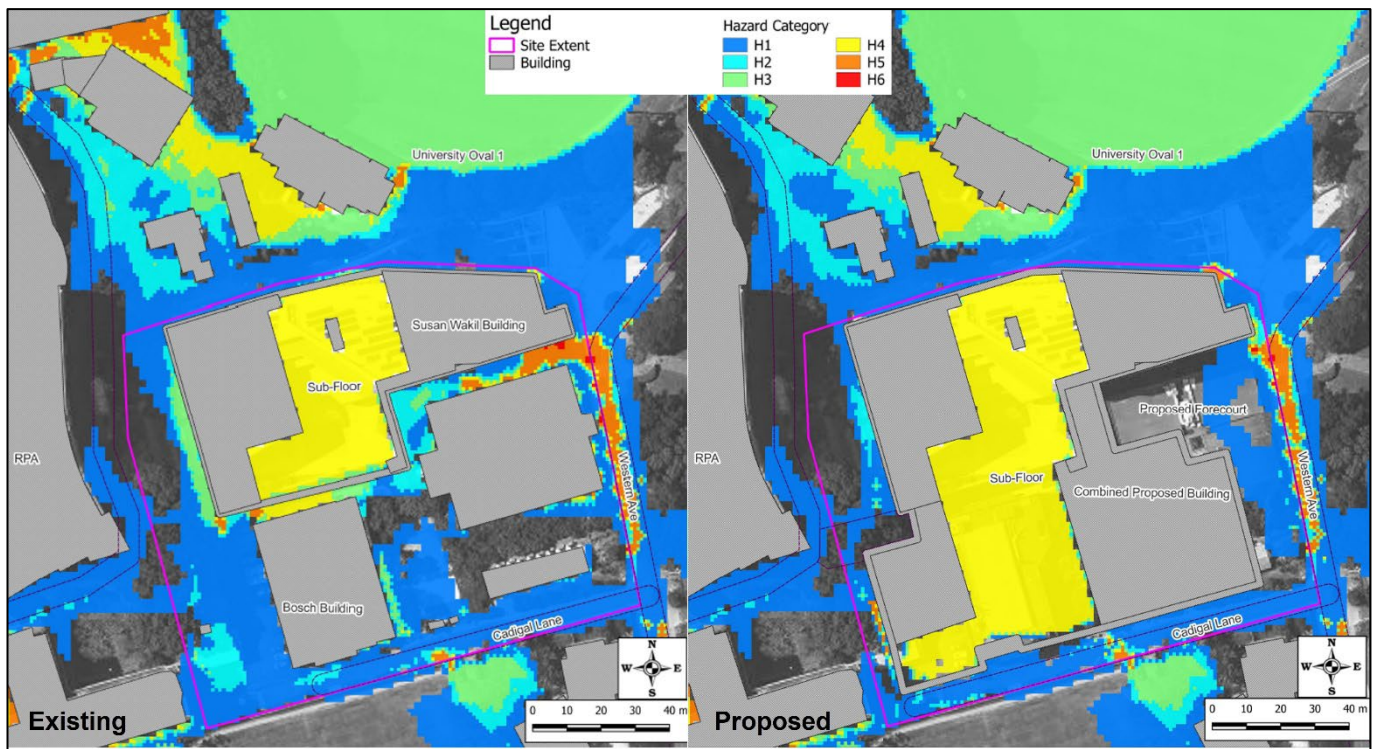 Legend
Site Extent
Building
Hazard Category
H1
H2
H3
H4
H5
H6
University Oval 1
Susan Wakil Building
Sub-Floor
RPA
Western Ave
Bosch Building
Cadigal Lane
N
W E
S
0 10 20 30 40 m
Existing
University Oval 1
Proposed Forecourt
RPA
Sub-Floor
Combined Proposed Building
Western Ave
Cadigal Lane
N
W E
S
0 10 20 30 40 m
Proposed